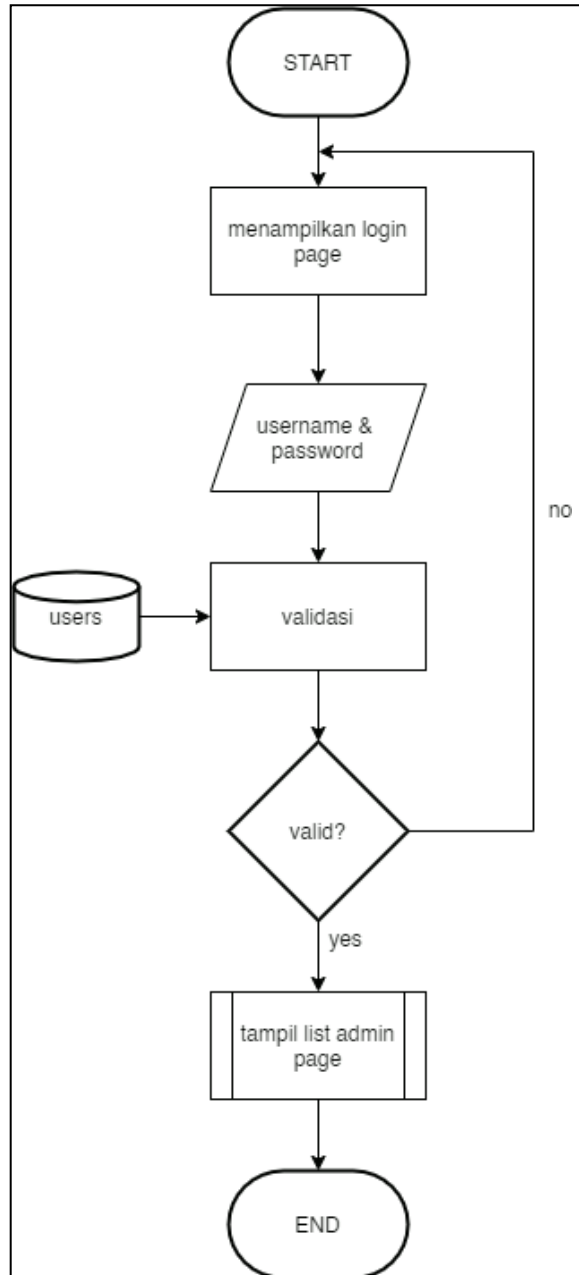 START
menampilkan login
page
username &
password
no
users
validasi
valid?
yes
tampil list admin
page
END